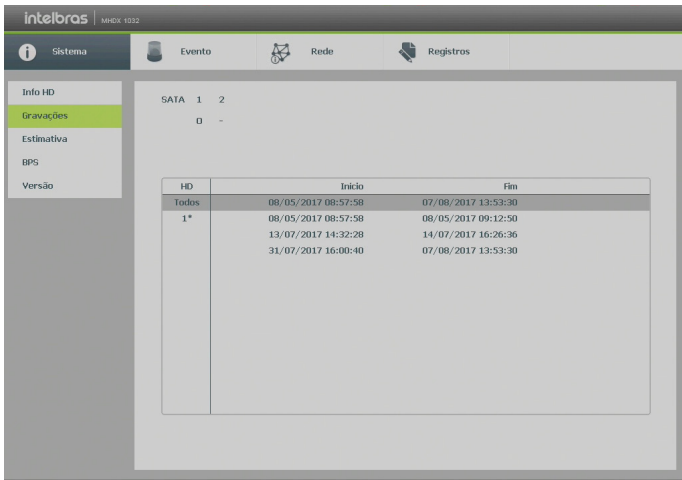 intelbras | MHDX 1032
Sistema Evento Rede Registros
Info HD
Gravações
Estimativa
BPS
Versão
SATA 1 2
O -
HD Inicio Fim
Todos 08/05/2017 08:57:58 07/08/2017 13:53:30
1* 08/05/2017 08:57:58 08/05/2017 09:12:50
13/07/2017 14:32:28 14/07/2017 16:26:36
31/07/2017 16:00:40 07/08/2017 13:53:30